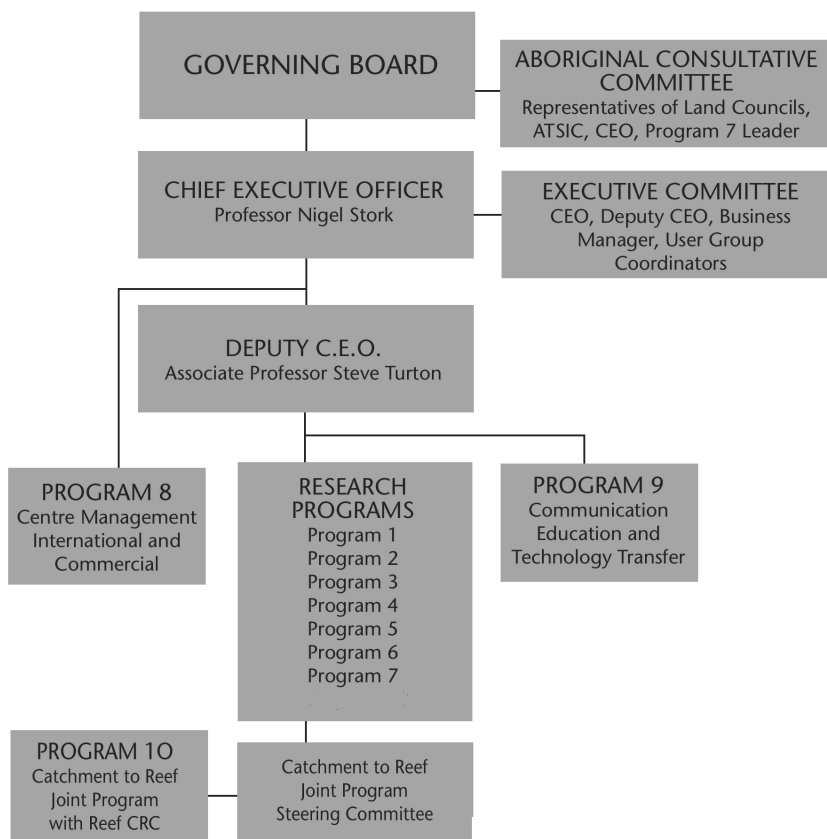 GOVERNING BOARD
ABORIGINAL CONSULTATIVE
COMMITTEE
Representatives of Land Councils,
ATSIC, CEO, Program 7 Leader
CHIEF EXECUTIVE OFFICER
Professor Nigel Stork
EXECUTIVE COMMITTEE
CEO, Deputy CEO, Business
Manager, User Group
Coordinators
DEPUTY C.E.O.
Associate Professor Steve Turton
PROGRAM 8
Centre Management
International and
Commercial
RESEARCH
PROGRAMS
Program 1
Program 2
Program 3
Program 4
Program 5
Program 6
Program 7
PROGRAM 9
Communication
Education and
Technology Transfer
PROGRAM 1O
Catchment to Reef
Joint Program
with Reef CRC
Catchment to Reef
Joint Program
Steering Committee